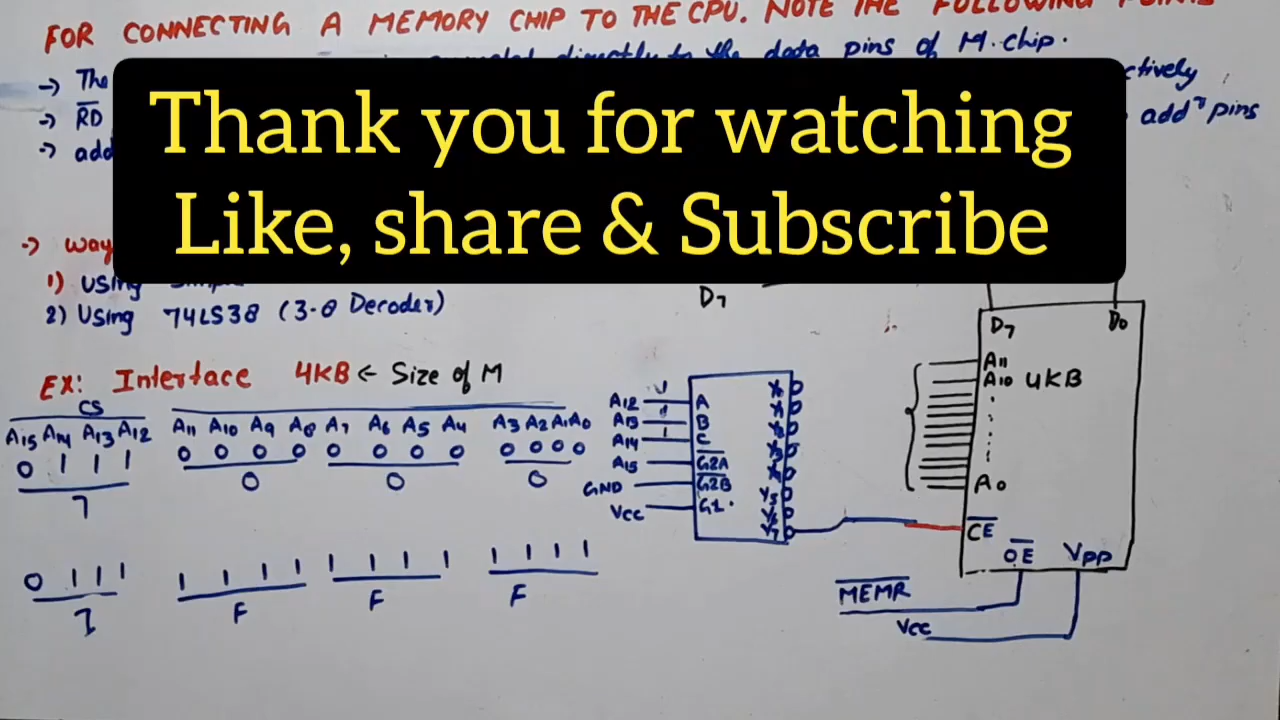 FOR CONNECTING A MEMORY CHIP TO THE CPU. NOTE THE FOLLOWING POINTS
directly to the data pins of M.chip.
-> The
ctively
-> RD
add pins
-> add
Thank you for watching
Like, share & Subscribe
-> way
1) Using Simple
2) Using 74LS38 (3-8 Decoder)
D7
D7 D0
EX: Interface 4KB <- Size of M
CS
A15 A14 A13 A12 A11 A10 A9 A8 A7 A6 A5 A4 A3 A2 A1 A0
0 1 1 1 0 0 0 0 0 0 0 0 0 0 0 0
7 0 0 0
0 1 1 1 1 1 1 1 1 1 1 1 1 1 1 1
7 F F F
A12 A
A13 B
A14 C
A15 G2A
GND G2B
Vcc G1
Y5
Y6
Y7
A11
A10 4KB
A0
CE
OE Vpp
MEMR
Vcc